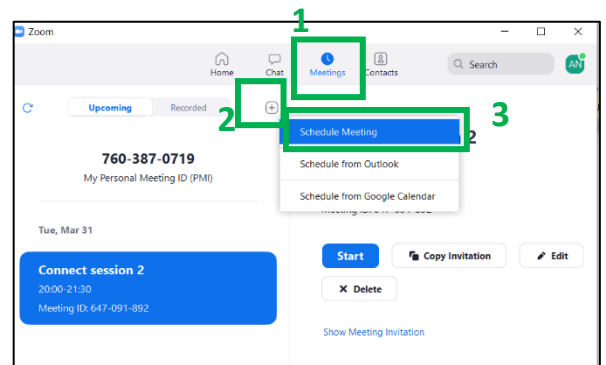 1
Zoom
Home
Chat
Meetings
Contacts
Search
AN
Upcoming
Recorded
2
3
Schedule Meeting
2
Schedule from Outlook
Schedule from Google Calendar
760-387-0719
My Personal Meeting ID (PMI)
Tue, Mar 31
Connect session 2
20:00-21:30
Meeting ID: 647-091-892
Start
Copy Invitation
Edit
Delete
Show Meeting Invitation